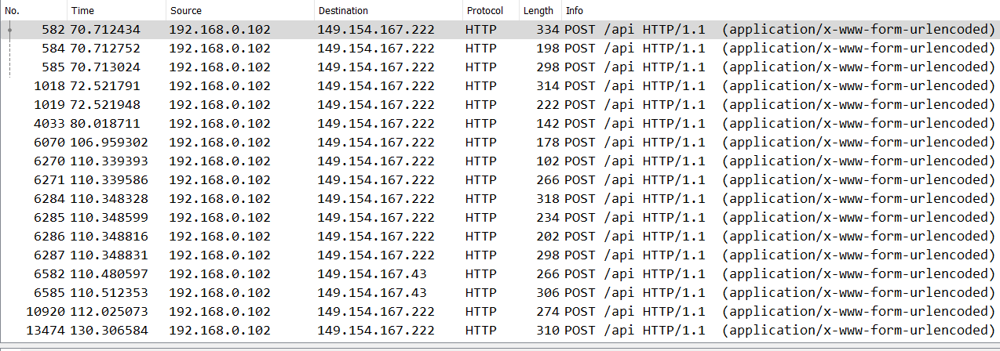 No. Time Source Destination Protocol Length Info
582 70.712434 192.168.0.102 149.154.167.222 HTTP 334 POST /api HTTP/1.1 (application/x-www-form-urlencoded)
584 70.712752 192.168.0.102 149.154.167.222 HTTP 198 POST /api HTTP/1.1 (application/x-www-form-urlencoded)
585 70.713024 192.168.0.102 149.154.167.222 HTTP 298 POST /api HTTP/1.1 (application/x-www-form-urlencoded)
1018 72.521791 192.168.0.102 149.154.167.222 HTTP 314 POST /api HTTP/1.1 (application/x-www-form-urlencoded)
1019 72.521948 192.168.0.102 149.154.167.222 HTTP 222 POST /api HTTP/1.1 (application/x-www-form-urlencoded)
4033 80.018711 192.168.0.102 149.154.167.222 HTTP 142 POST /api HTTP/1.1 (application/x-www-form-urlencoded)
6070 106.959302 192.168.0.102 149.154.167.222 HTTP 178 POST /api HTTP/1.1 (application/x-www-form-urlencoded)
6270 110.339393 192.168.0.102 149.154.167.222 HTTP 102 POST /api HTTP/1.1 (application/x-www-form-urlencoded)
6271 110.339586 192.168.0.102 149.154.167.222 HTTP 266 POST /api HTTP/1.1 (application/x-www-form-urlencoded)
6284 110.348328 192.168.0.102 149.154.167.222 HTTP 318 POST /api HTTP/1.1 (application/x-www-form-urlencoded)
6285 110.348599 192.168.0.102 149.154.167.222 HTTP 234 POST /api HTTP/1.1 (application/x-www-form-urlencoded)
6286 110.348816 192.168.0.102 149.154.167.222 HTTP 202 POST /api HTTP/1.1 (application/x-www-form-urlencoded)
6287 110.348831 192.168.0.102 149.154.167.222 HTTP 298 POST /api HTTP/1.1 (application/x-www-form-urlencoded)
6582 110.480597 192.168.0.102 149.154.167.43 HTTP 266 POST /api HTTP/1.1 (application/x-www-form-urlencoded)
6585 110.512353 192.168.0.102 149.154.167.43 HTTP 306 POST /api HTTP/1.1 (application/x-www-form-urlencoded)
10920 112.025073 192.168.0.102 149.154.167.222 HTTP 274 POST /api HTTP/1.1 (application/x-www-form-urlencoded)
13474 130.306584 192.168.0.102 149.154.167.222 HTTP 310 POST /api HTTP/1.1 (application/x-www-form-urlencoded)